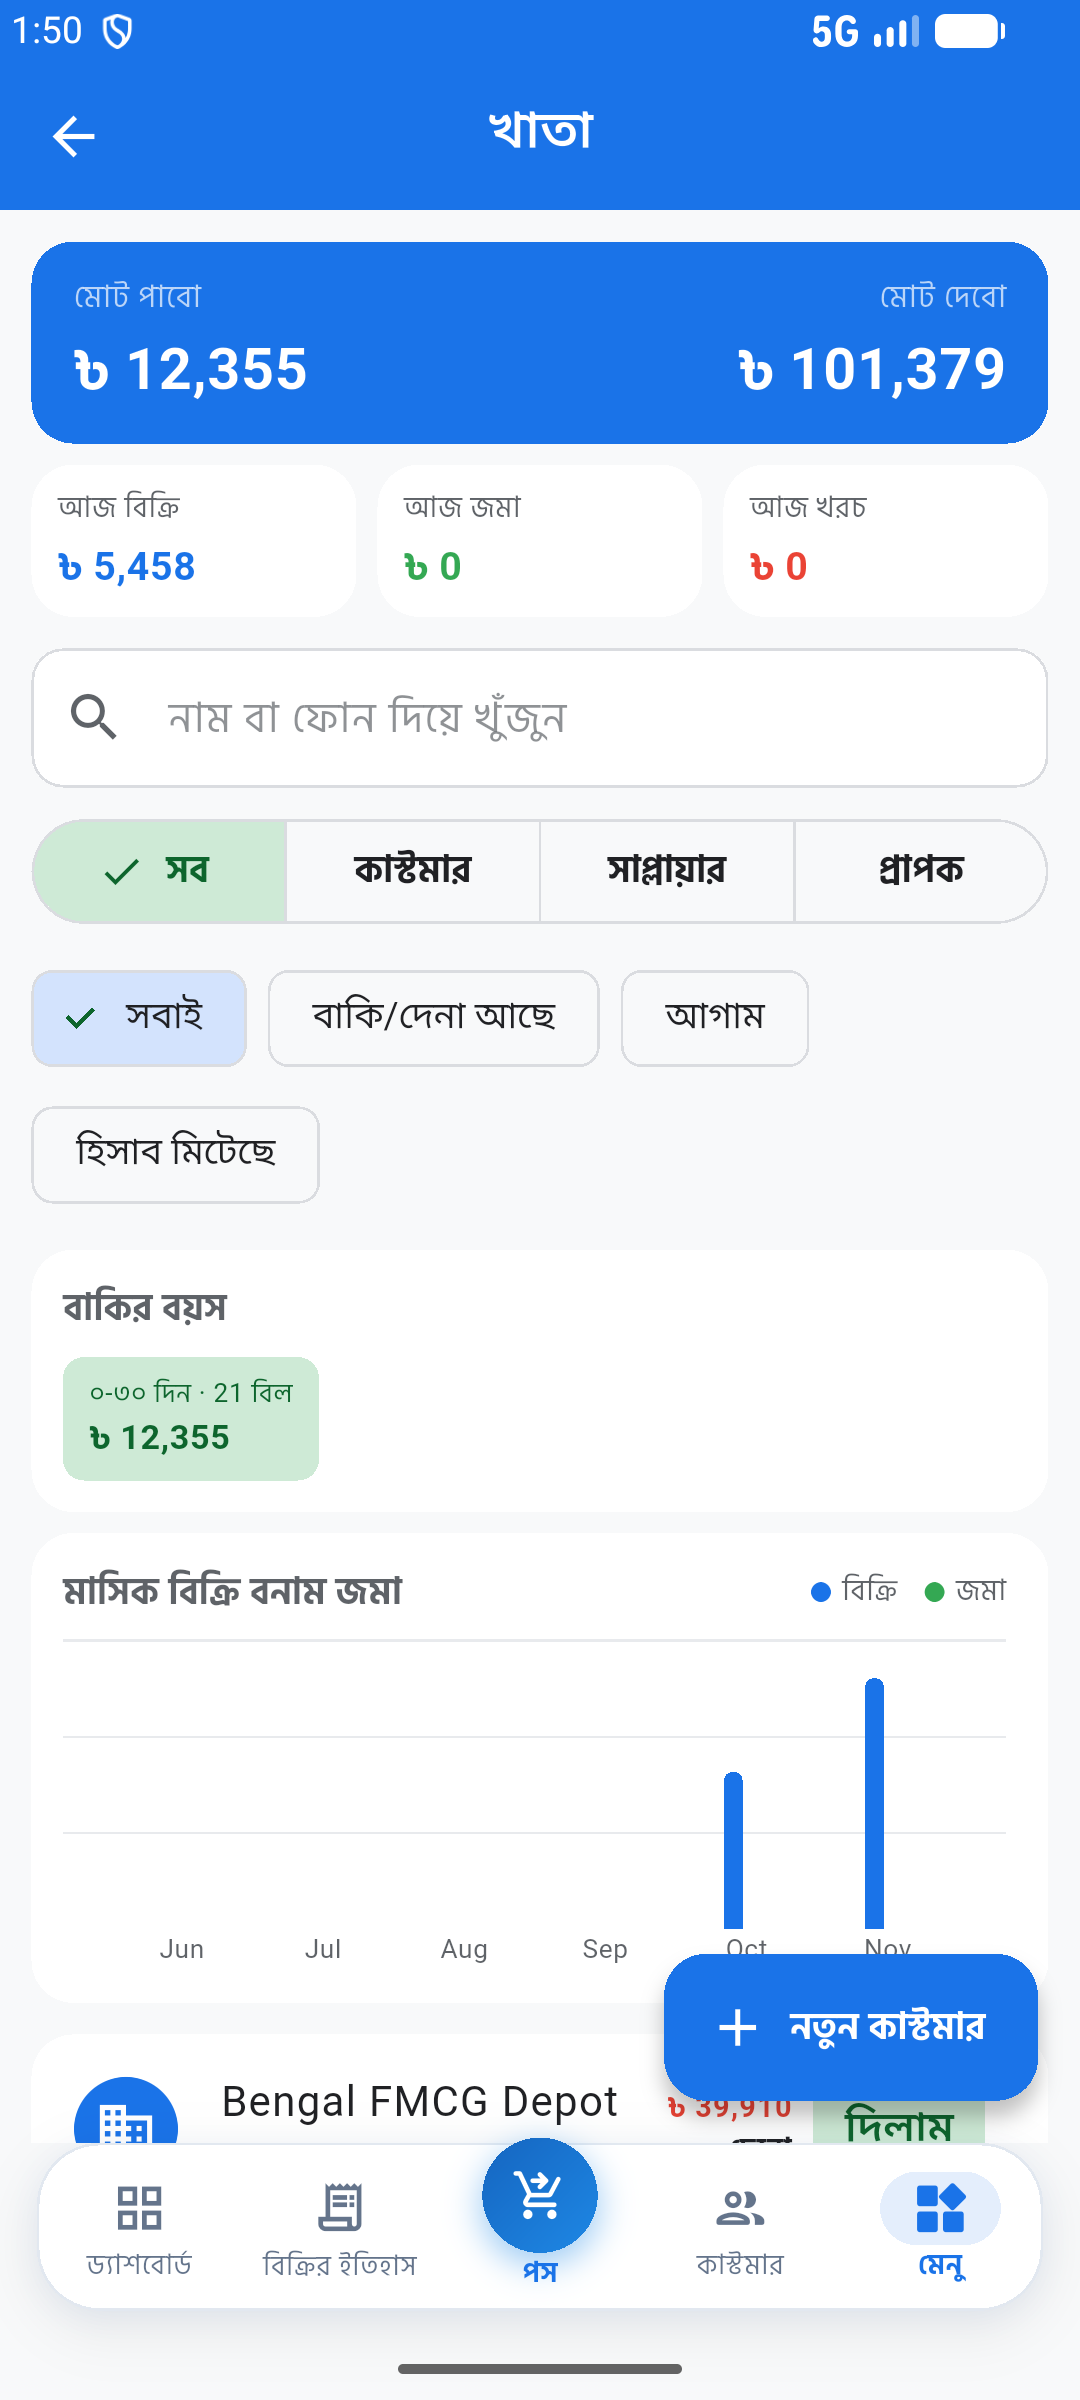 1:50
5G
খাতা
মোট পাবো
মোট দেবো
৳ 12,355
৳ 101,379
আজ বিক্রি
আজ জমা
আজ খরচ
৳ 5,458
৳ 0
৳ 0
নাম বা ফোন দিয়ে খুঁজুন
সব
কাস্টমার
সাপ্লায়ার
প্রাপক
সবাই
বাকি/দেনা আছে
আগাম
হিসাব মিটেছে
বাকির বয়স
০-৩০ দিন · 21 বিল
৳ 12,355
মাসিক বিক্রি বনাম জমা
বিক্রি
জমা
Jun
Jul
Aug
Sep
Oct
Nov
নতুন কাস্টমার
Bengal FMCG Depot
৳ 39,910
দিলাম
ড্যাশবোর্ড
বিক্রির ইতিহাস
পস
কাস্টমার
মেনু